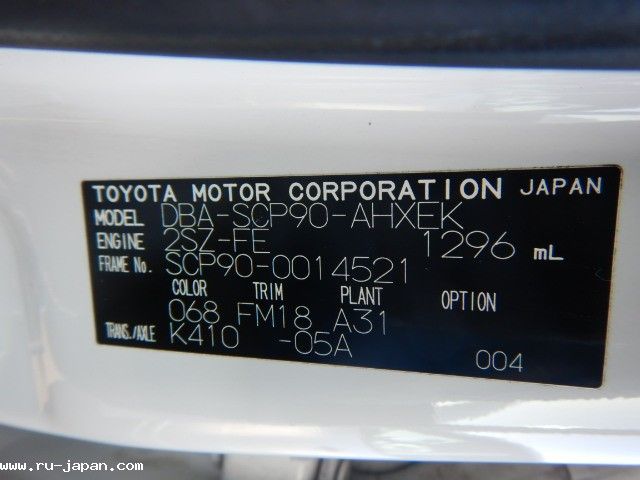 TOYOTA MOTOR CORPORATION JAPAN
MODEL DBA-SCP90-AHXEK
ENGINE 2SZ-FE 1296 mL
FRAME No. SCP90-0014521
COLOR TRIM PLANT OPTION
068 FM18 A31
TRANS./AXLE K410 -05A 004
www.ru-japan.com